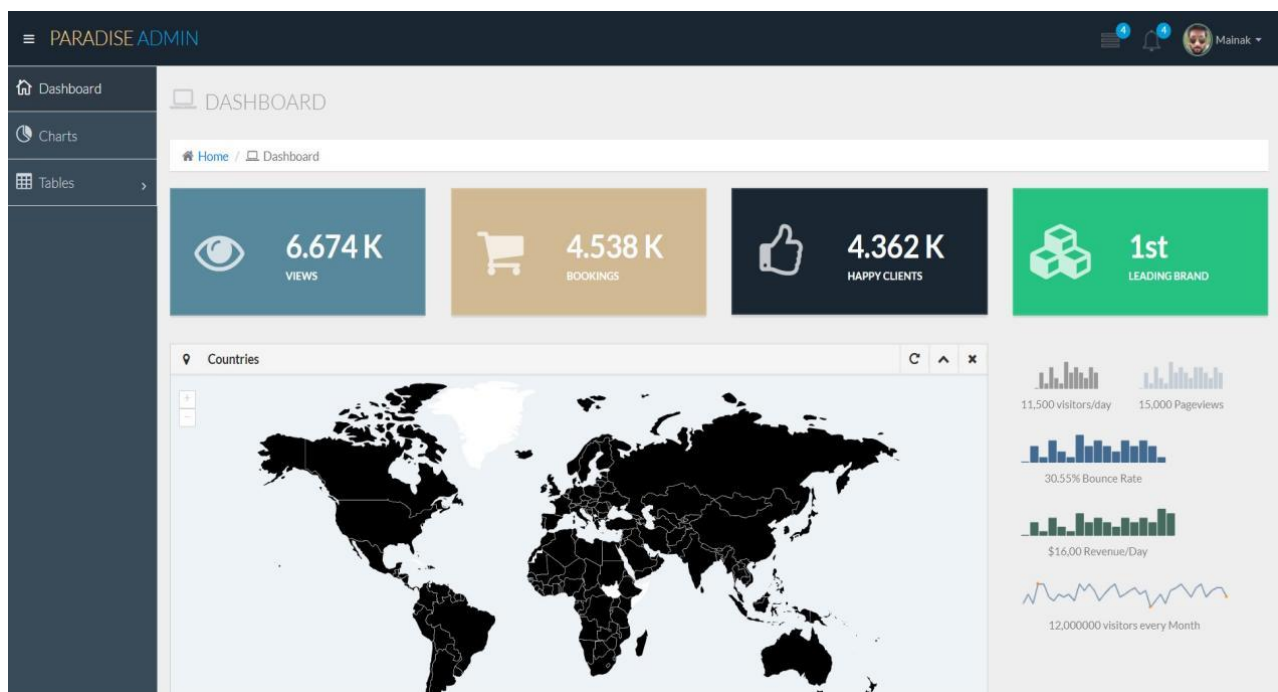 PARADISE ADMIN
4
4
Mainak
Dashboard
Charts
Tables
DASHBOARD
Home / Dashboard
6.674 K
VIEWS
4.538 K
BOOKINGS
4.362 K
HAPPY CLIENTS
1st
LEADING BRAND
Countries
+
−
11,500 visitors/day
15,000 Pageviews
30.55% Bounce Rate
$16,00 Revenue/Day
12,000000 visitors every Month